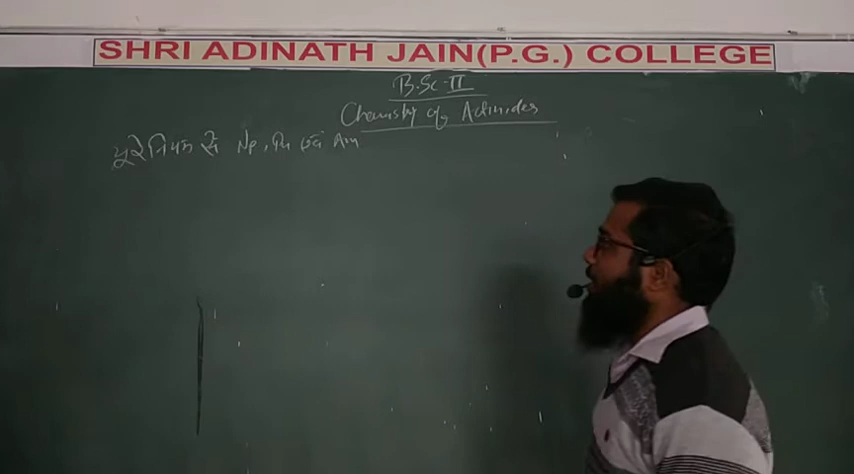 SHRI ADINATH JAIN(P.G.) COLLEGE
B.Sc-II
Chemistry of Actinides
यूरेनियम से Np, Pu एवं Am